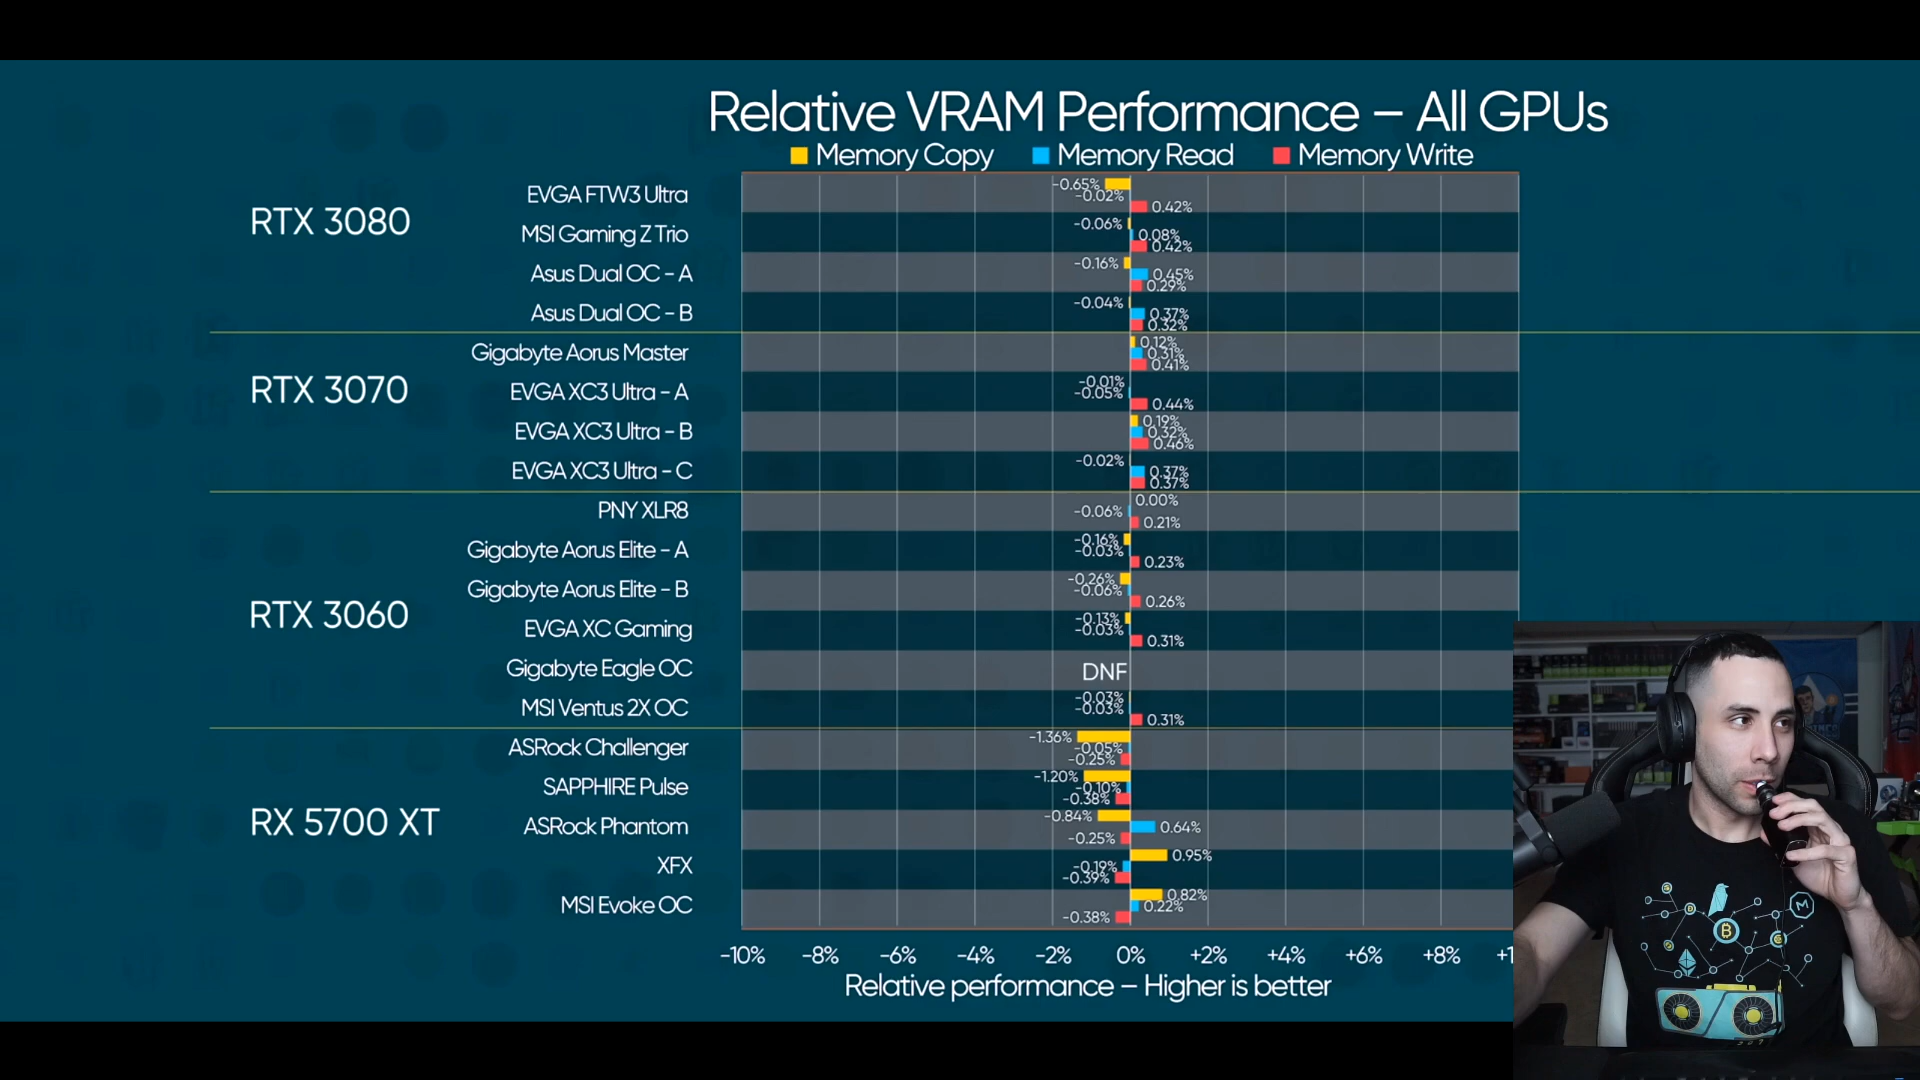 Relative VRAM Performance – All GPUs
Memory Copy Memory Read Memory Write
RTX 3080
EVGA FTW3 Ultra -0.65% -0.02% 0.42%
MSI Gaming Z Trio -0.06% 0.08% 0.42%
Asus Dual OC - A -0.16% 0.45% 0.29%
Asus Dual OC - B -0.04% 0.37% 0.32%
RTX 3070
Gigabyte Aorus Master 0.12% 0.31% 0.41%
EVGA XC3 Ultra - A -0.01% -0.05% 0.44%
EVGA XC3 Ultra - B 0.19% 0.32% 0.46%
EVGA XC3 Ultra - C -0.02% 0.37% 0.37%
RTX 3060
PNY XLR8 0.00% -0.06% 0.21%
Gigabyte Aorus Elite - A -0.16% -0.03% 0.23%
Gigabyte Aorus Elite - B -0.26% -0.06% 0.26%
EVGA XC Gaming -0.13% -0.03% 0.31%
Gigabyte Eagle OC DNF
MSI Ventus 2X OC -0.03% -0.03% 0.31%
RX 5700 XT
ASRock Challenger -1.36% -0.05% -0.25%
SAPPHIRE Pulse -1.20% -0.10% -0.38%
ASRock Phantom -0.84% 0.64% -0.25%
XFX 0.95% -0.19% -0.39%
MSI Evoke OC 0.82% 0.22% -0.38%
-10% -8% -6% -4% -2% 0% +2% +4% +6% +8% +1
Relative performance – Higher is better